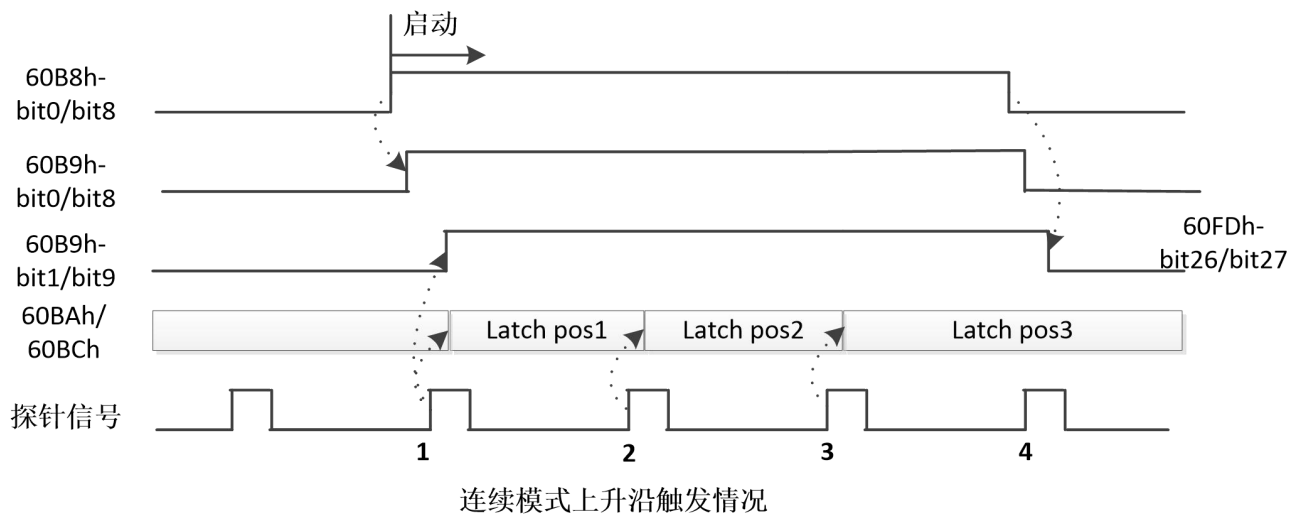 启动
60B8h-
bit0/bit8
60B9h-
bit0/bit8
60B9h-
bit1/bit9
60FDh-
bit26/bit27
60BAh/
60BCh
Latch pos1
Latch pos2
Latch pos3
探针信号
1
2
3
4
连续模式上升沿触发情况